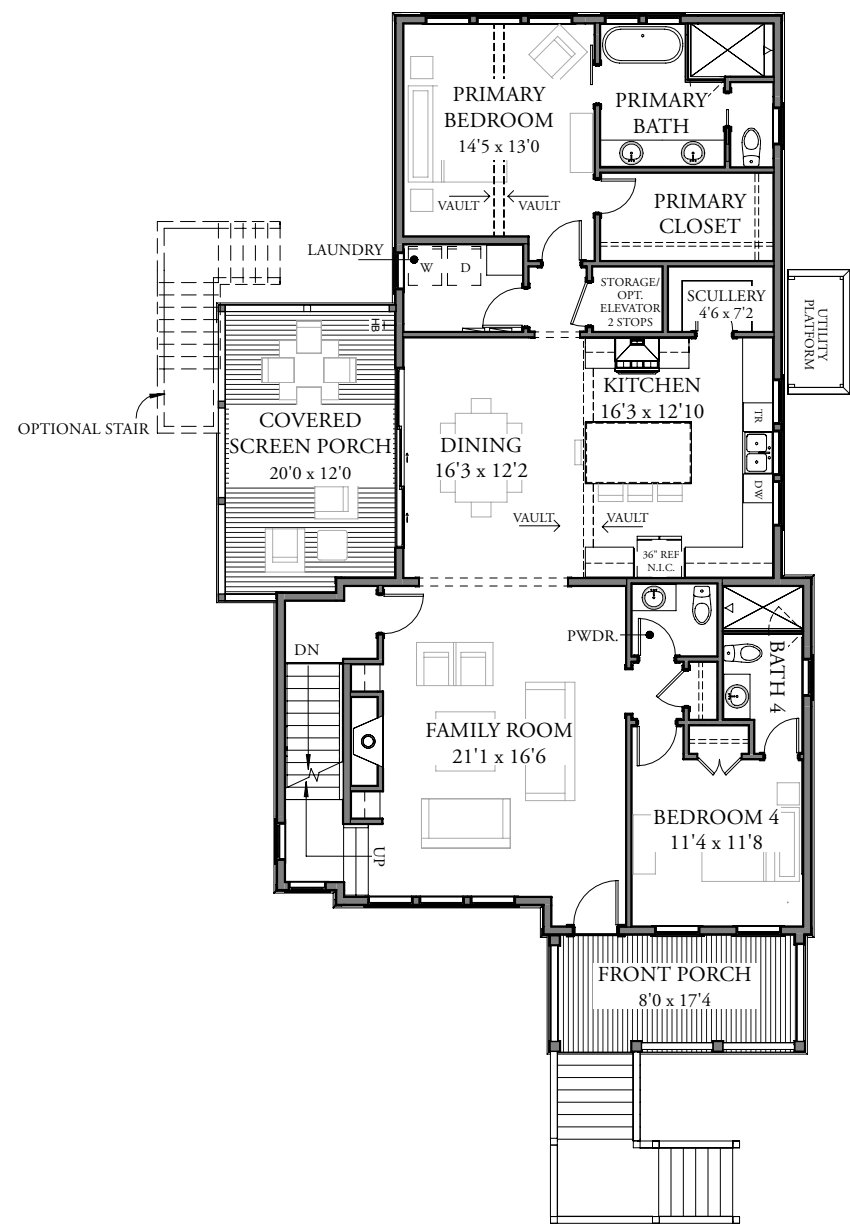 PRIMARY
BEDROOM
14'5 x 13'0
PRIMARY
BATH
VAULT
VAULT
PRIMARY
CLOSET
LAUNDRY
W
D
STORAGE/
OPT.
ELEVATOR
2 STOPS
SCULLERY
4'6 x 7'2
UTILITY
PLATFORM
HB
OPTIONAL STAIR
COVERED
SCREEN PORCH
20'0 x 12'0
DINING
16'3 x 12'2
KITCHEN
16'3 x 12'10
TR
DW
VAULT
VAULT
36" REF
N.I.C.
PWDR.
DN
BATH 4
FAMILY ROOM
21'1 x 16'6
BEDROOM 4
11'4 x 11'8
UP
FRONT PORCH
8'0 x 17'4